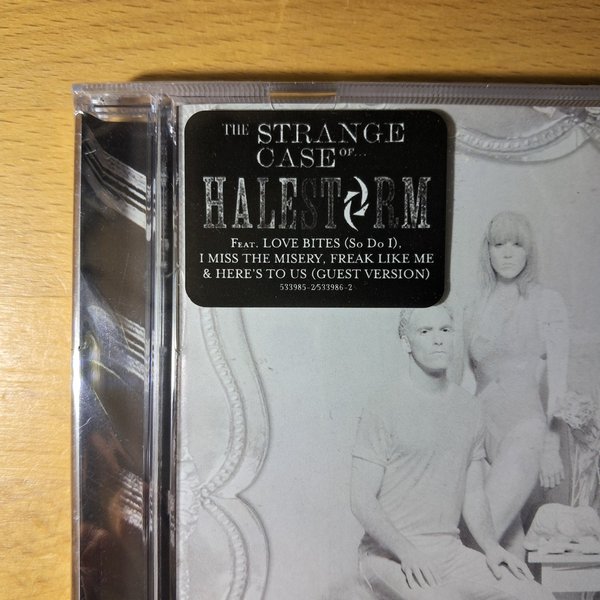 THE STRANGE
CASE OF...
HALESTORM
FEAT. LOVE BITES (SO DO I),
I MISS THE MISERY, FREAK LIKE ME
& HERE'S TO US (GUEST VERSION)
533985-2/533986-2